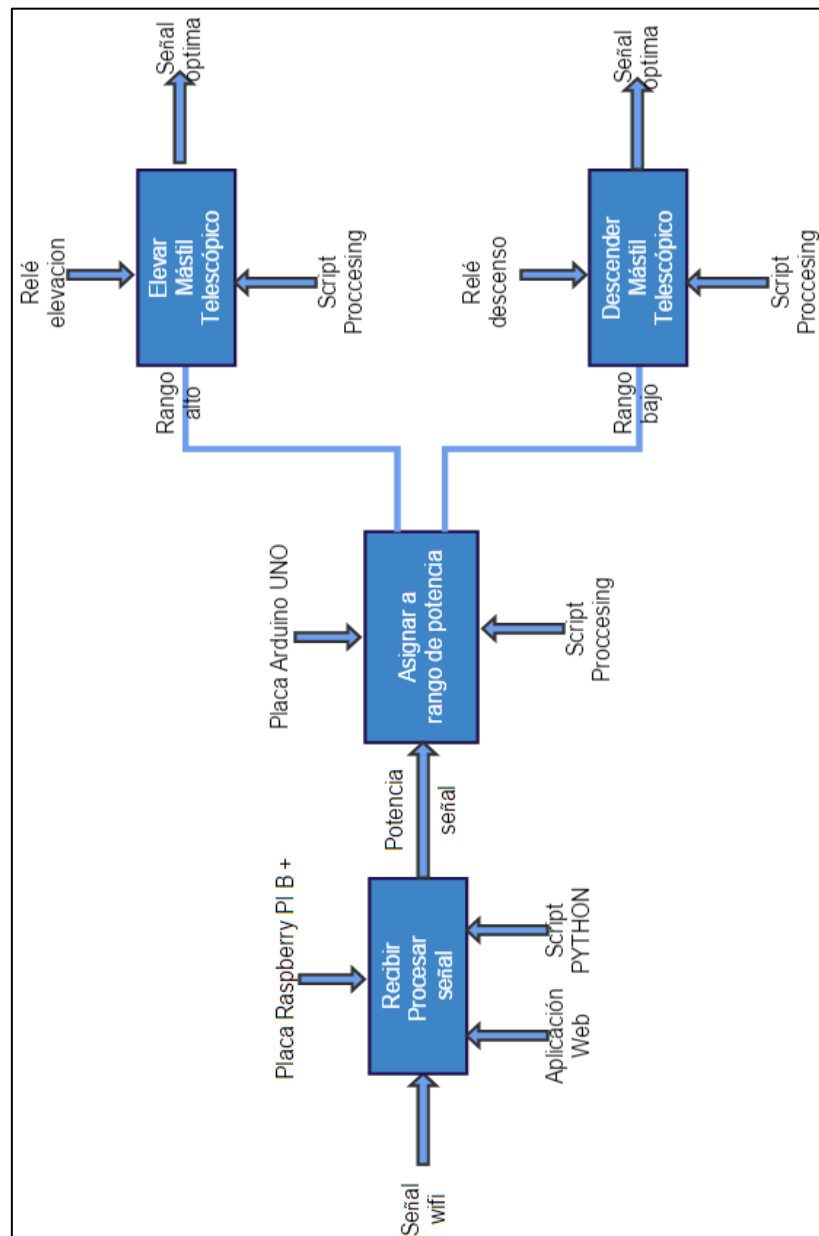 Señal
wifi
Placa Raspberry PI B +
Recibir
Procesar
señal
Aplicación
Web
Script
PYTHON
Potencia
señal
Placa Arduino UNO
Asignar a
rango de potencia
Script
Proccesing
Rango
alto
Relé
elevacion
Elevar
Mástil
Telescópico
Script
Proccesing
Señal
optima
Rango
bajo
Relé
descenso
Descender
Mástil
Telescópico
Script
Proccesing
Señal
optima